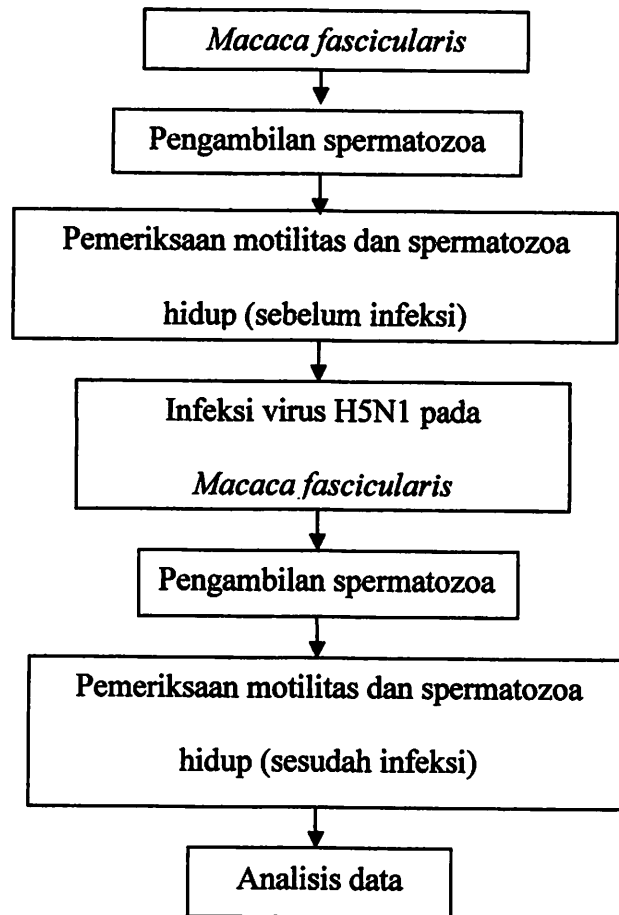 Macaca fascicularis
Pengambilan spermatozoa
Pemeriksaan motilitas dan spermatozoa
hidup (sebelum infeksi)
Infeksi virus H5N1 pada
Macaca fascicularis
Pengambilan spermatozoa
Pemeriksaan motilitas dan spermatozoa
hidup (sesudah infeksi)
Analisis data